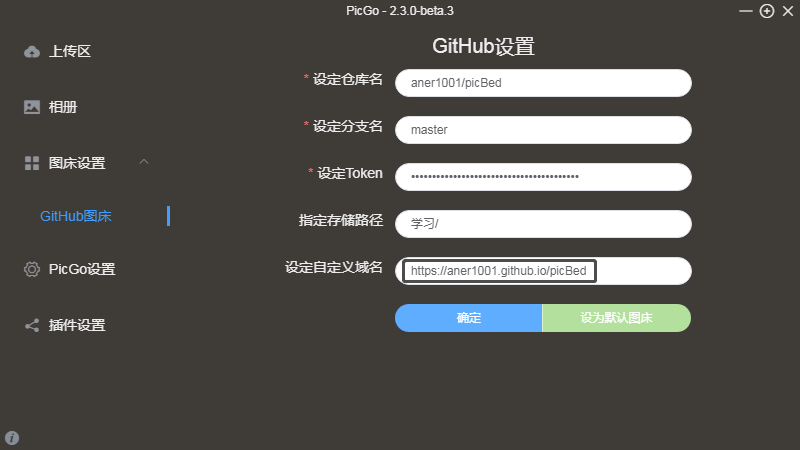 PicGo - 2.3.0-beta.3
上传区
相册
图床设置
GitHub图床
PicGo设置
插件设置
GitHub设置
* 设定仓库名 aner1001/picBed
* 设定分支名 master
* 设定Token ••••••••••••••••••••••••••••••••••••••••
指定存储路径 学习/
设定自定义域名 https://aner1001.github.io/picBed
确定 设为默认图床